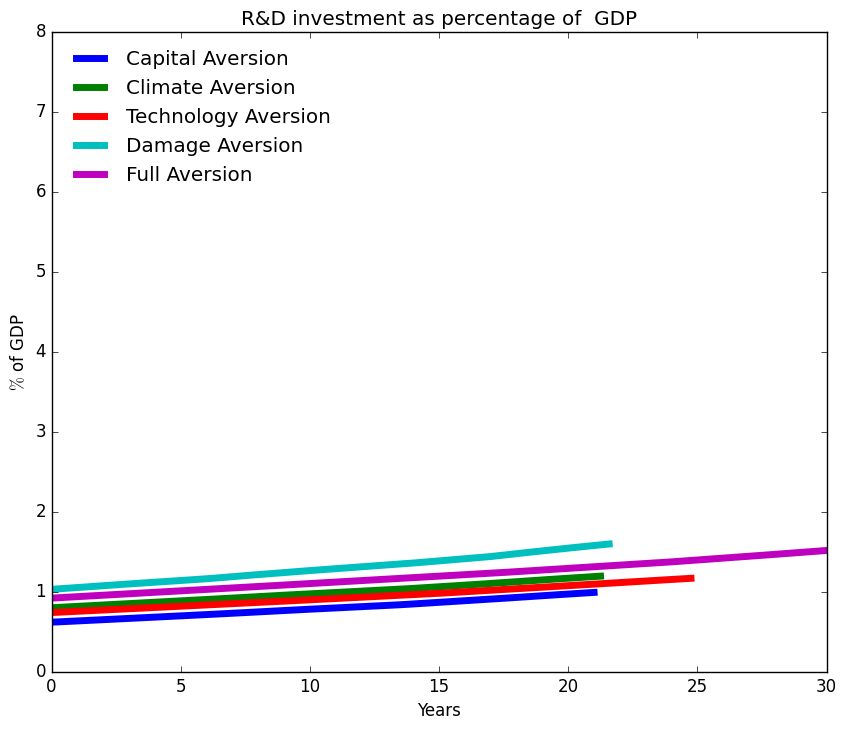 R&D investment as percentage of  GDP
8
Capital Aversion
Climate Aversion
7
Technology Aversion
Damage Aversion
Full Aversion
6
5
4
% of GDP
3
2
1
0
0 5 10 15 20 25 30
Years